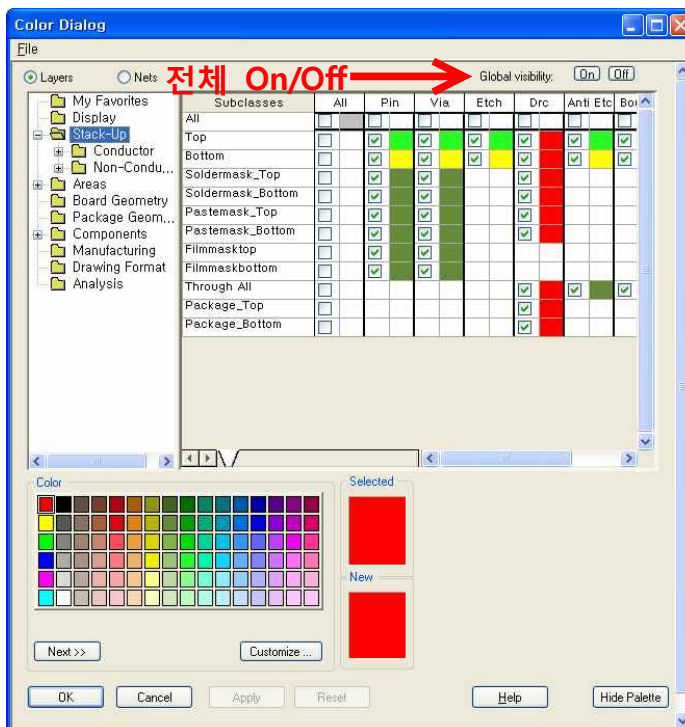 Color Dialog
File
Layers
Nets
전체 On/Off
Global visibility:
On
Off
My Favorites
Display
Stack-Up
Conductor
Non-Condu...
Areas
Board Geometry
Package Geom...
Components
Manufacturing
Drawing Format
Analysis
Subclasses All Pin Via Etch Drc Anti Etc Bou
All
Top
Bottom
Soldermask_Top
Soldermask_Bottom
Pastemask_Top
Pastemask_Bottom
Filmmasktop
Filmmaskbottom
Through All
Package_Top
Package_Bottom
Color
Selected
New
Next >>
Customize ...
OK
Cancel
Apply
Reset
Help
Hide Palette